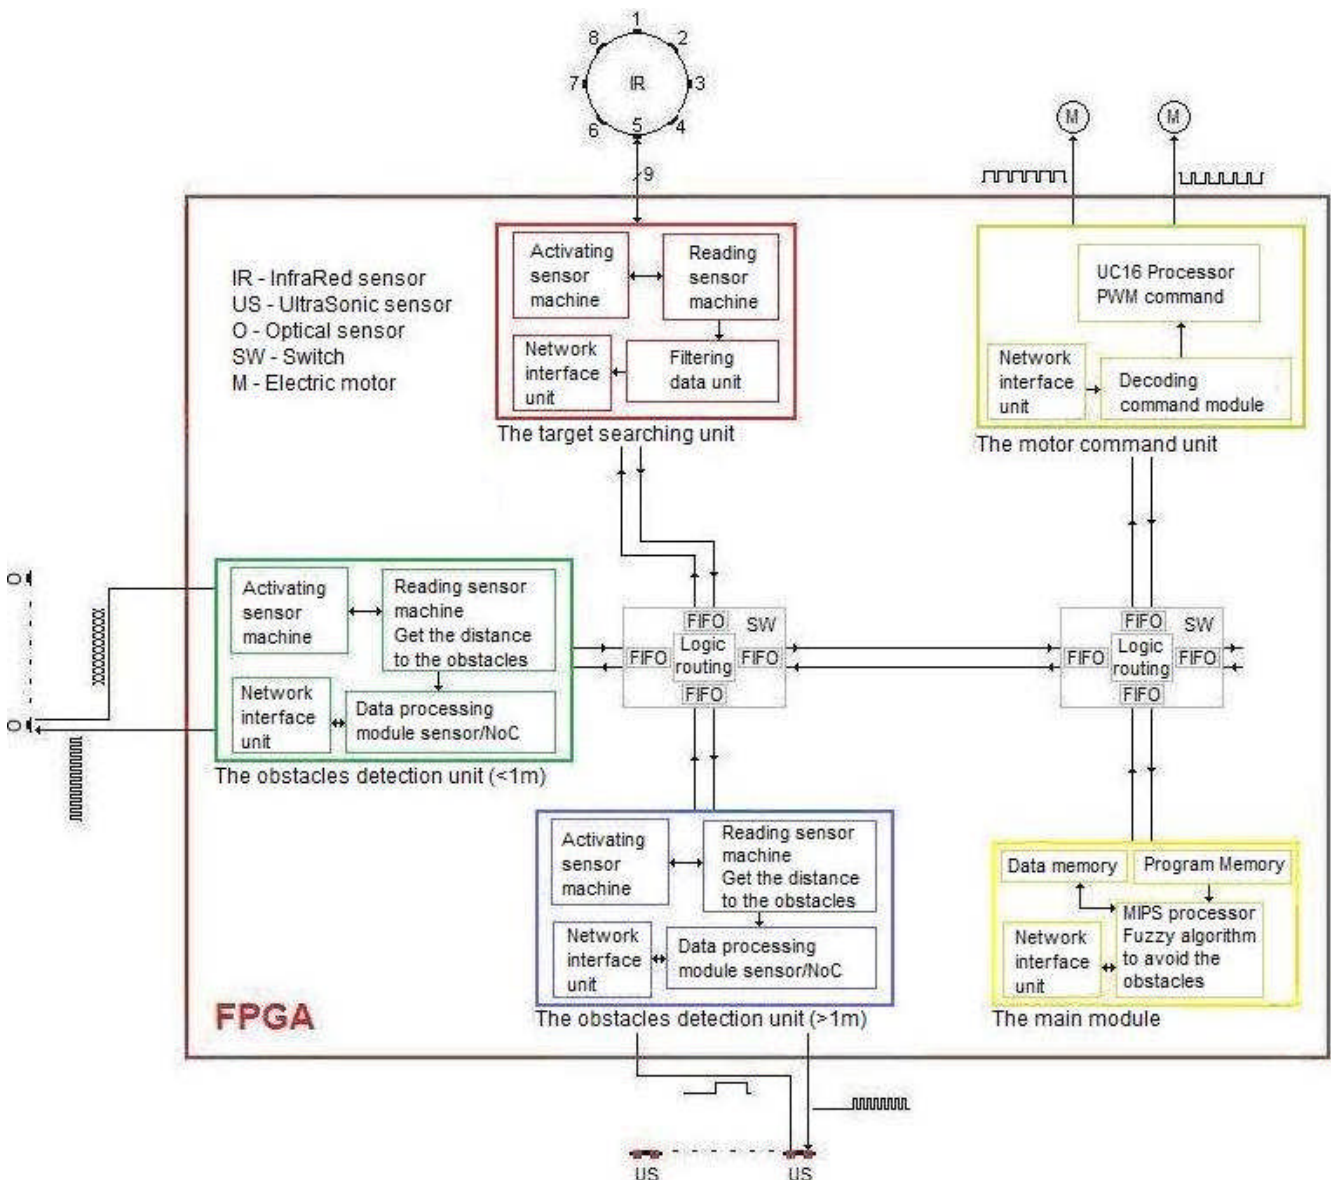 1
8
2
7
IR
3
6
5
4
9
M
M
IR - InfraRed sensor
US - UltraSonic sensor
O - Optical sensor
SW - Switch
M - Electric motor
Activating
sensor
machine
Reading
sensor
machine
Network
interface
unit
Filtering
data unit
The target searching unit
UC16 Processor
PWM command
Network
interface
unit
Decoding
command module
The motor command unit
O
O
Activating
sensor
machine
Reading sensor
machine
Get the distance
to the obstacles
Network
interface
unit
Data processing
module sensor/NoC
The obstacles detection unit (<1m)
FIFO
SW
FIFO
Logic
routing
FIFO
FIFO
FIFO
SW
FIFO
Logic
routing
FIFO
FIFO
Activating
sensor
machine
Reading sensor
machine
Get the distance
to the obstacles
Network
interface
unit
Data processing
module sensor/NoC
The obstacles detection unit (>1m)
Data memory
Program Memory
Network
interface
unit
MIPS processor
Fuzzy algorithm
to avoid the
obstacles
The main module
FPGA
US
US